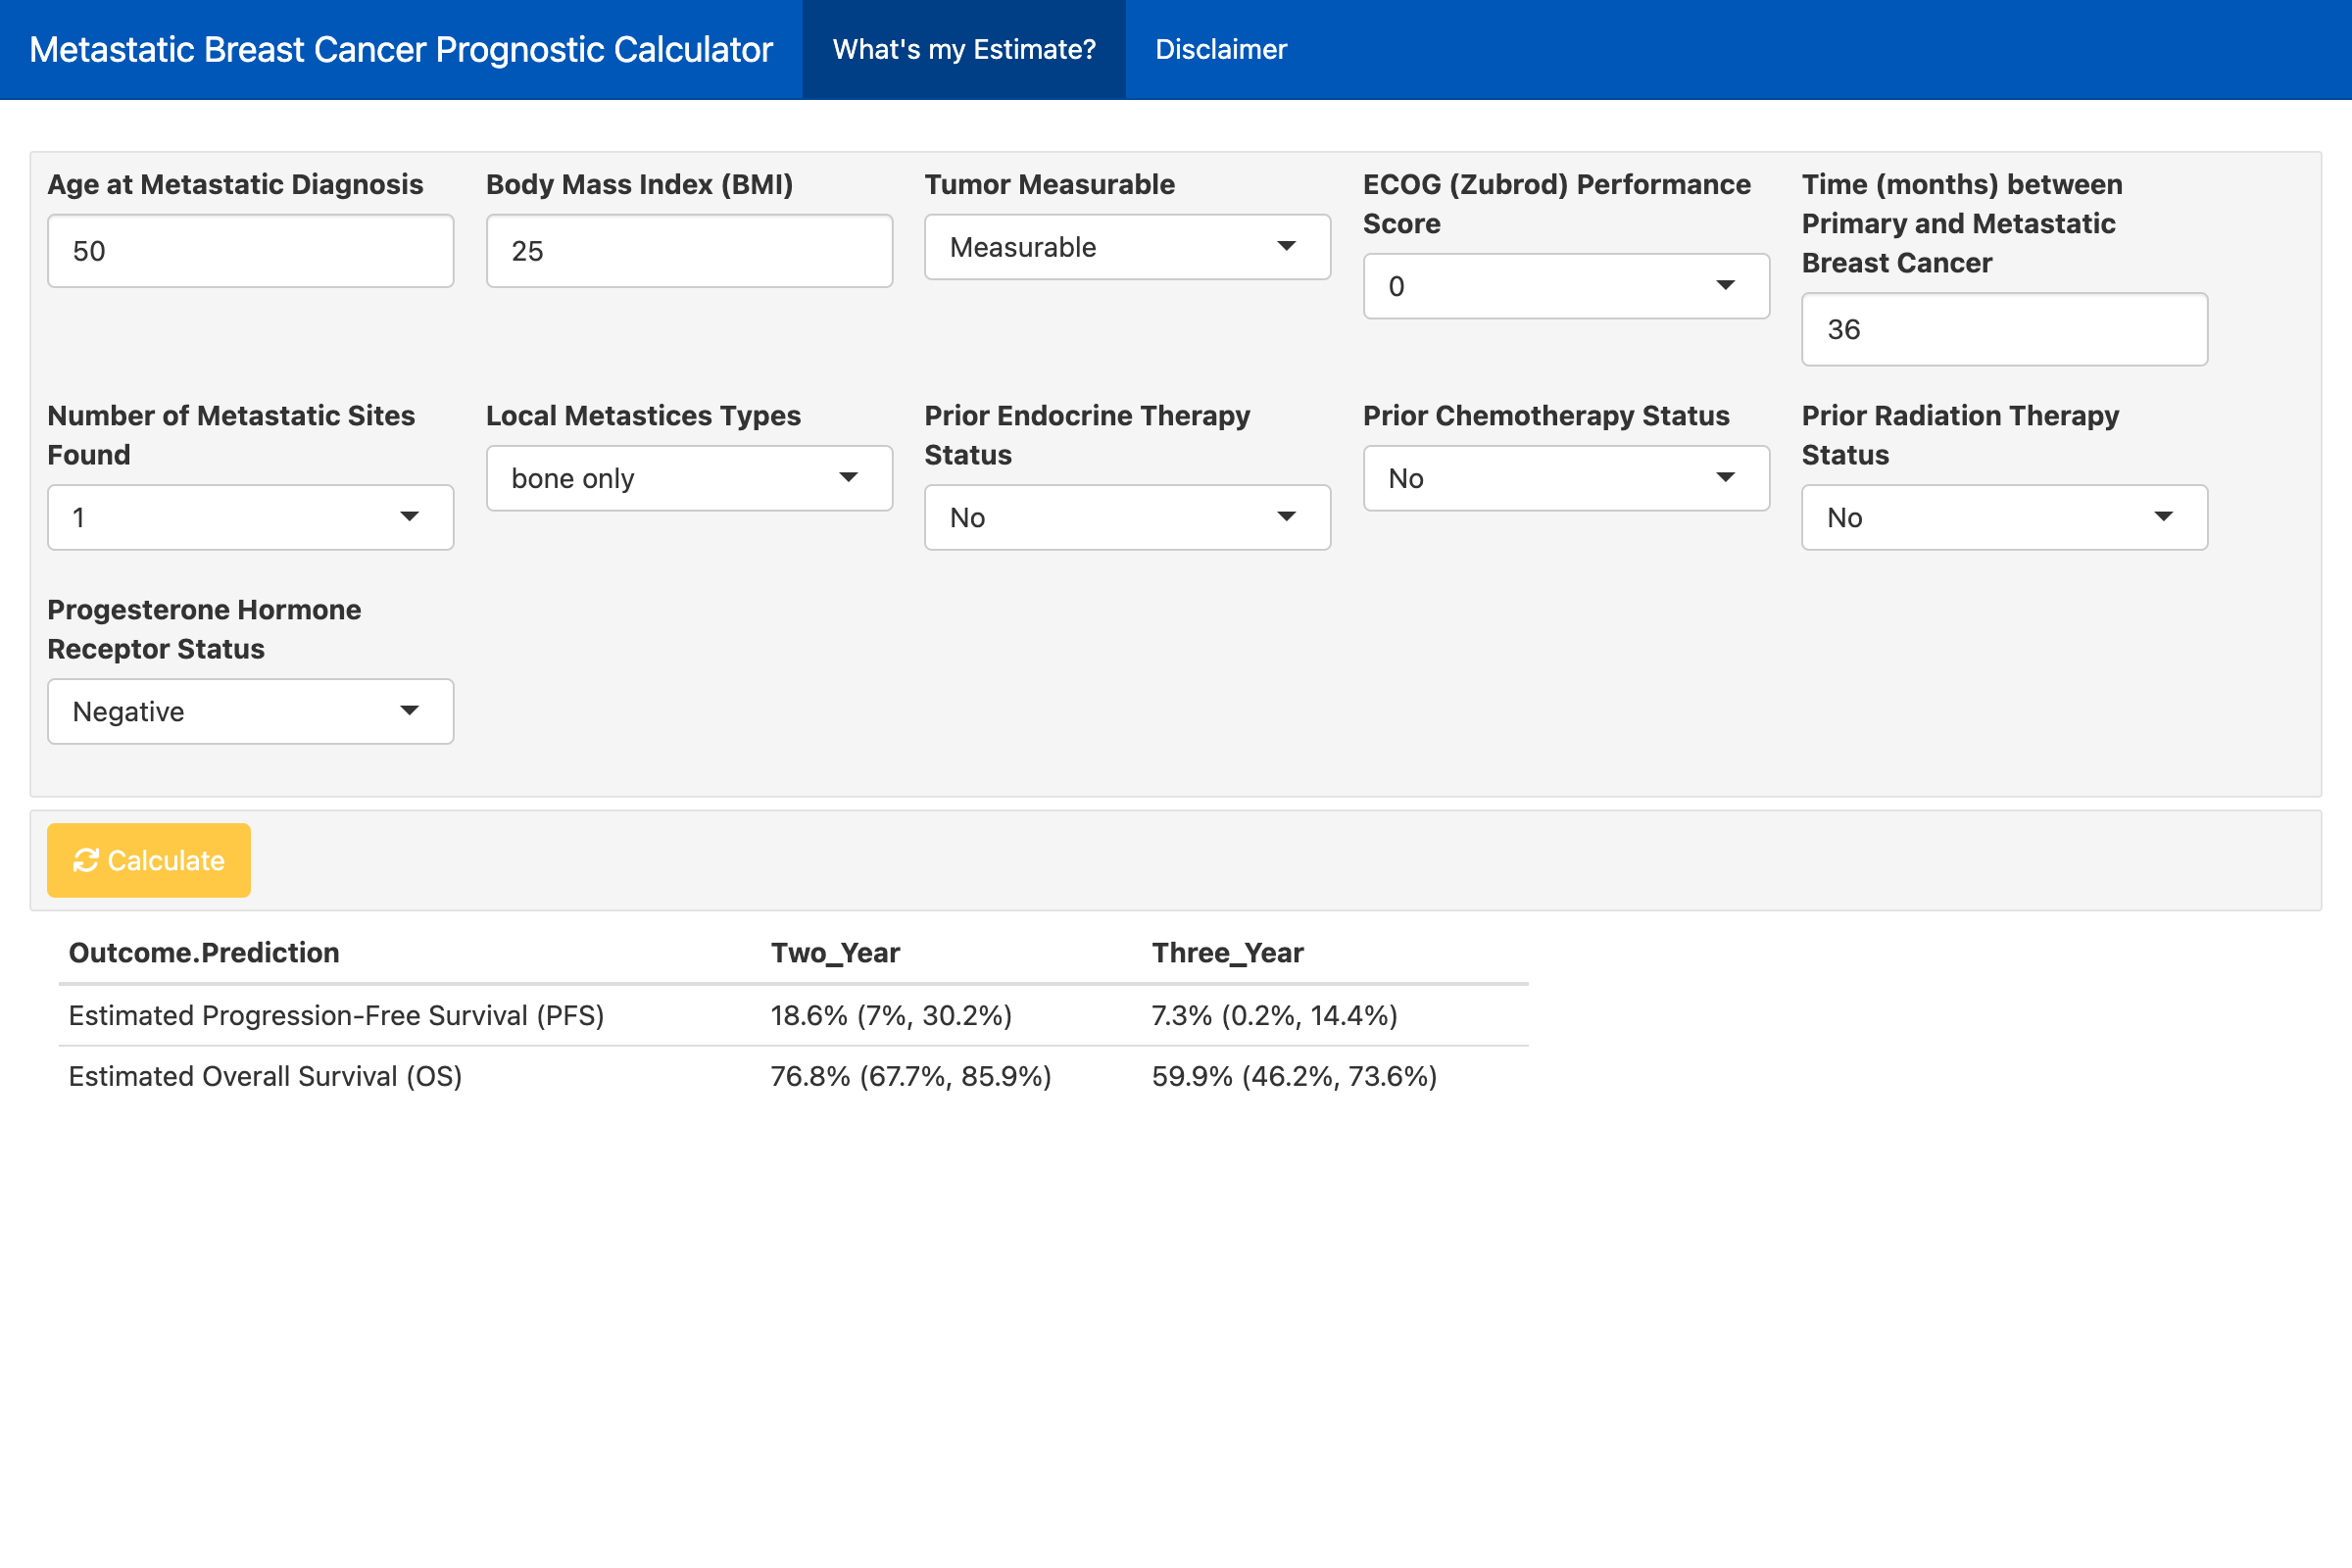 Metastatic Breast Cancer Prognostic Calculator
What's my Estimate?
Disclaimer
Age at Metastatic Diagnosis
50
Body Mass Index (BMI)
25
Tumor Measurable
Measurable
ECOG (Zubrod) Performance
Score
0
Time (months) between
Primary and Metastatic
Breast Cancer
36
Number of Metastatic Sites
Found
1
Local Metastices Types
bone only
Prior Endocrine Therapy
Status
No
Prior Chemotherapy Status
No
Prior Radiation Therapy
Status
No
Progesterone Hormone
Receptor Status
Negative
Calculate
Outcome.Prediction Two_Year Three_Year
Estimated Progression-Free Survival (PFS) 18.6% (7%, 30.2%) 7.3% (0.2%, 14.4%)
Estimated Overall Survival (OS) 76.8% (67.7%, 85.9%) 59.9% (46.2%, 73.6%)